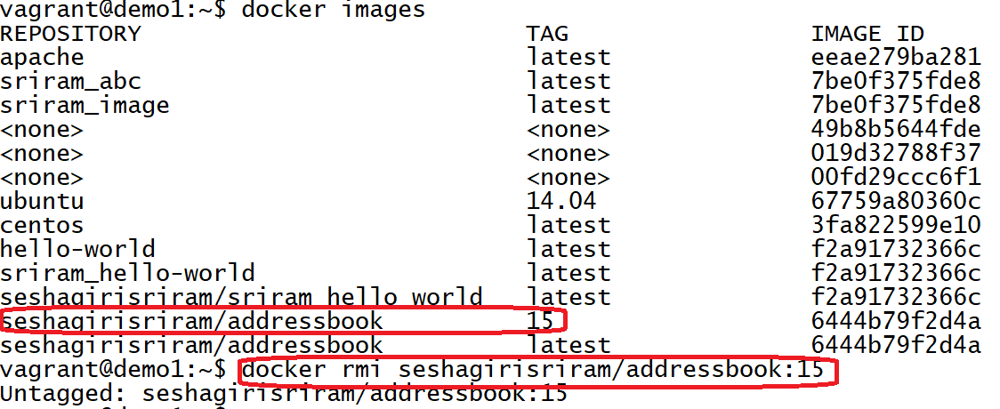 vagrant@demo1:~$ docker images
REPOSITORY TAG IMAGE ID
apache latest eeae279ba281
sriram_abc latest 7be0f375fde8
sriram_image latest 7be0f375fde8
<none> <none> 49b8b5644fde
<none> <none> 019d32788f37
<none> <none> 00fd29ccc6f1
ubuntu 14.04 67759a80360c
centos latest 3fa822599e10
hello-world latest f2a91732366c
sriram_hello-world latest f2a91732366c
seshagirisriram/sriram_hello_world latest f2a91732366c
seshagirisriram/addressbook 15 6444b79f2d4a
seshagirisriram/addressbook latest 6444b79f2d4a
vagrant@demo1:~$ docker rmi seshagirisriram/addressbook:15
Untagged: seshagirisriram/addressbook:15